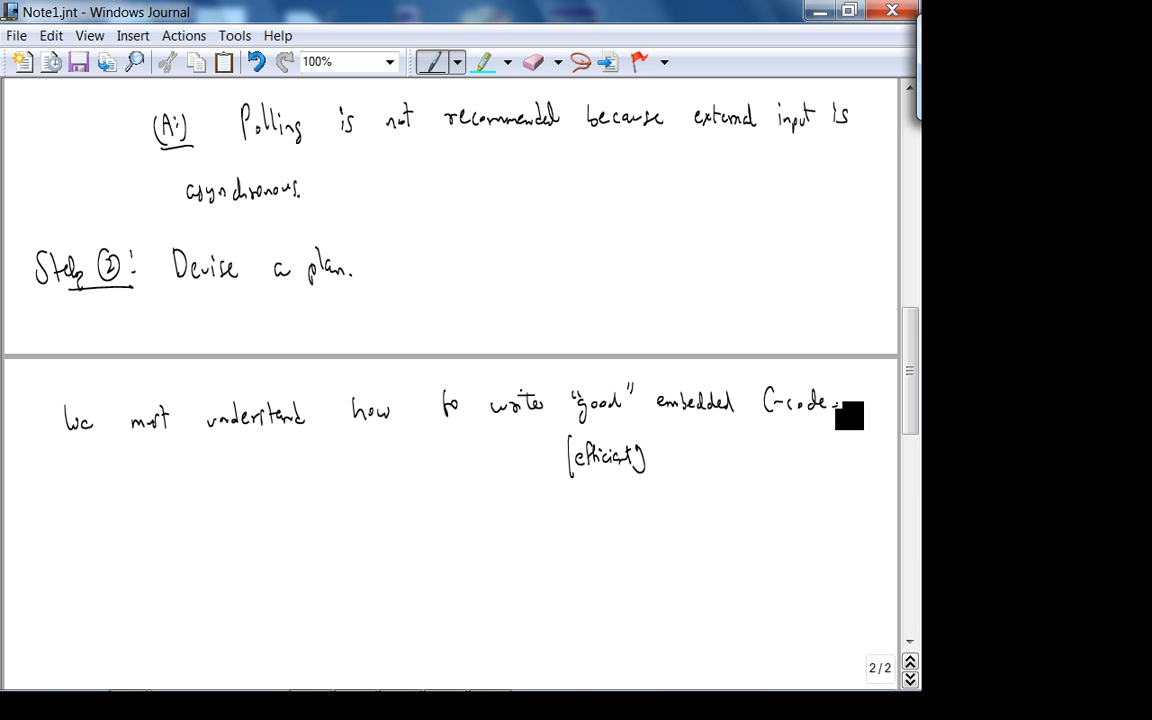 Note1.jnt - Windows Journal
File Edit View Insert Actions Tools Help
100%
(A:) Polling is not recommended because external input is
asynchronous.
Step ②: Devise a plan.
We must understand how to write "good" embedded C-code.
[efficient]
2 / 2